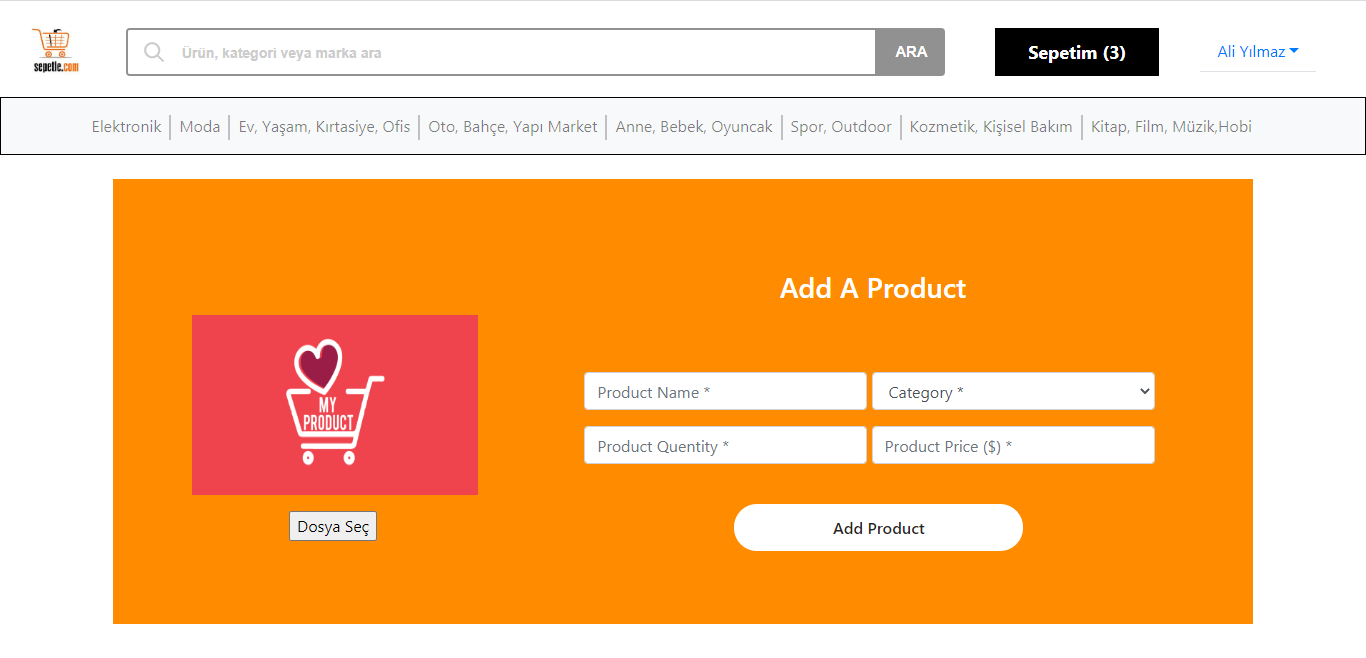 sepetle.com
Ürün, kategori veya marka ara
ARA
Sepetim (3)
Ali Yılmaz
Elektronik
Moda
Ev, Yaşam, Kırtasiye, Ofis
Oto, Bahçe, Yapı Market
Anne, Bebek, Oyuncak
Spor, Outdoor
Kozmetik, Kişisel Bakım
Kitap, Film, Müzik,Hobi
MY
PRODUCT
Dosya Seç
Add A Product
Product Name *
Category *
Product Quentity *
Product Price ($) *
Add Product